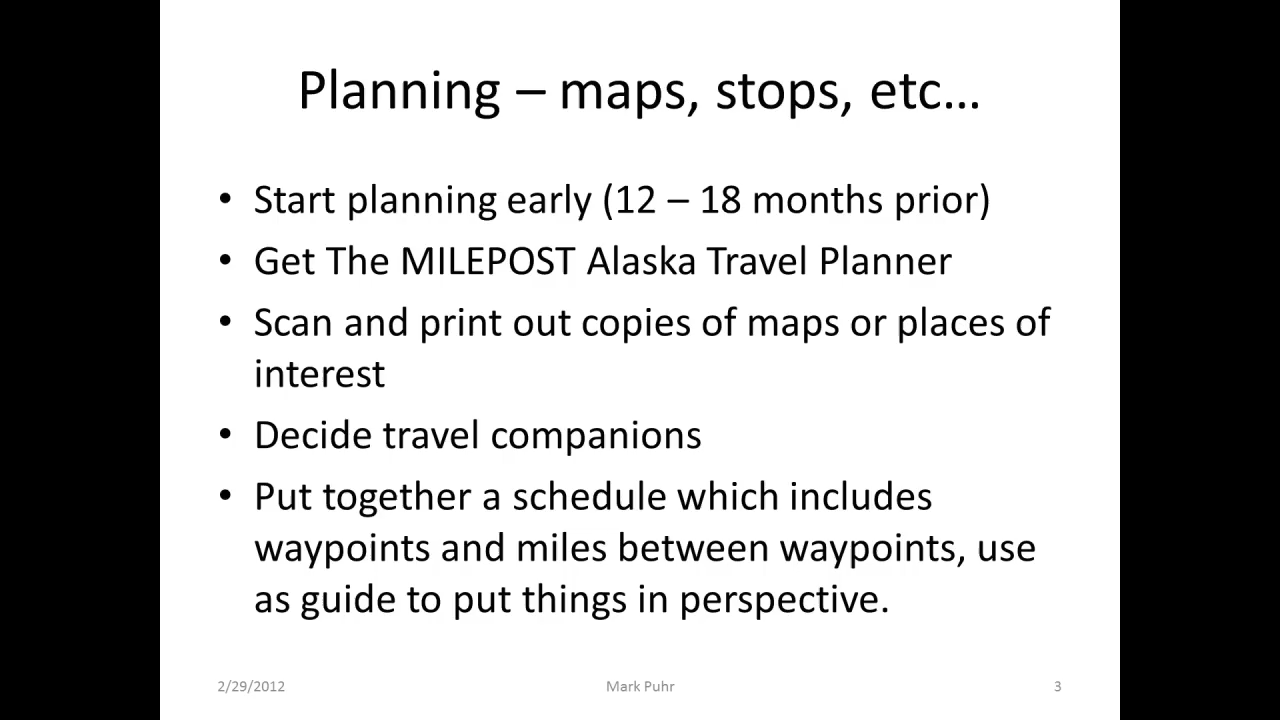 Planning – maps, stops, etc…
• Start planning early (12 – 18 months prior)
• Get The MILEPOST Alaska Travel Planner
• Scan and print out copies of maps or places of
interest
• Decide travel companions
• Put together a schedule which includes
waypoints and miles between waypoints, use
as guide to put things in perspective.
2/29/2012 Mark Puhr 3